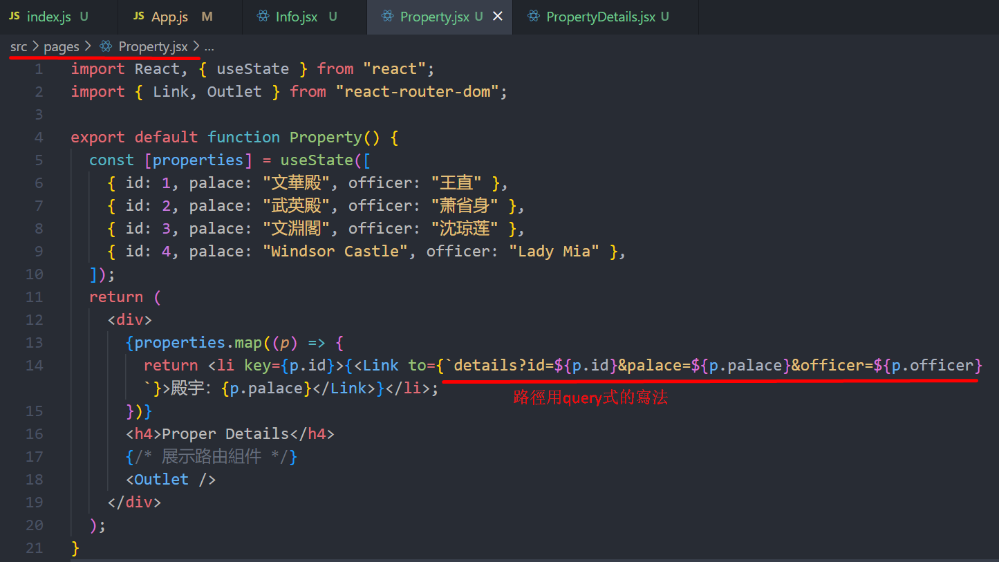 JS index.js U JS App.js M Info.jsx U Property.jsx U × PropertyDetails.jsx U
src > pages > Property.jsx > ...
1 import React, { useState } from "react";
2 import { Link, Outlet } from "react-router-dom";
3
4 export default function Property() {
5 const [properties] = useState([
6 { id: 1, palace: "文華殿", officer: "王直" },
7 { id: 2, palace: "武英殿", officer: "萧省身" },
8 { id: 3, palace: "文淵閣", officer: "沈琼莲" },
9 { id: 4, palace: "Windsor Castle", officer: "Lady Mia" },
10 ]);
11 return (
12 <div>
13 {properties.map((p) => {
14 return <li key={p.id}>{<Link to={`details?id=${p.id}&palace=${p.palace}&officer=${p.officer}
`}>殿宇: {p.palace}</Link>}</li>;
路徑用query式的寫法
15 })}
16 <h4>Proper Details</h4>
17 {/* 展示路由組件 */}
18 <Outlet />
19 </div>
20 );
21 }